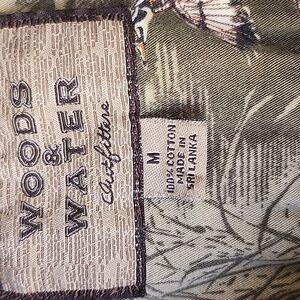 WOODS
&
WATER
Outfitters
M
100% COTTON
MADE IN
SRI LANKA